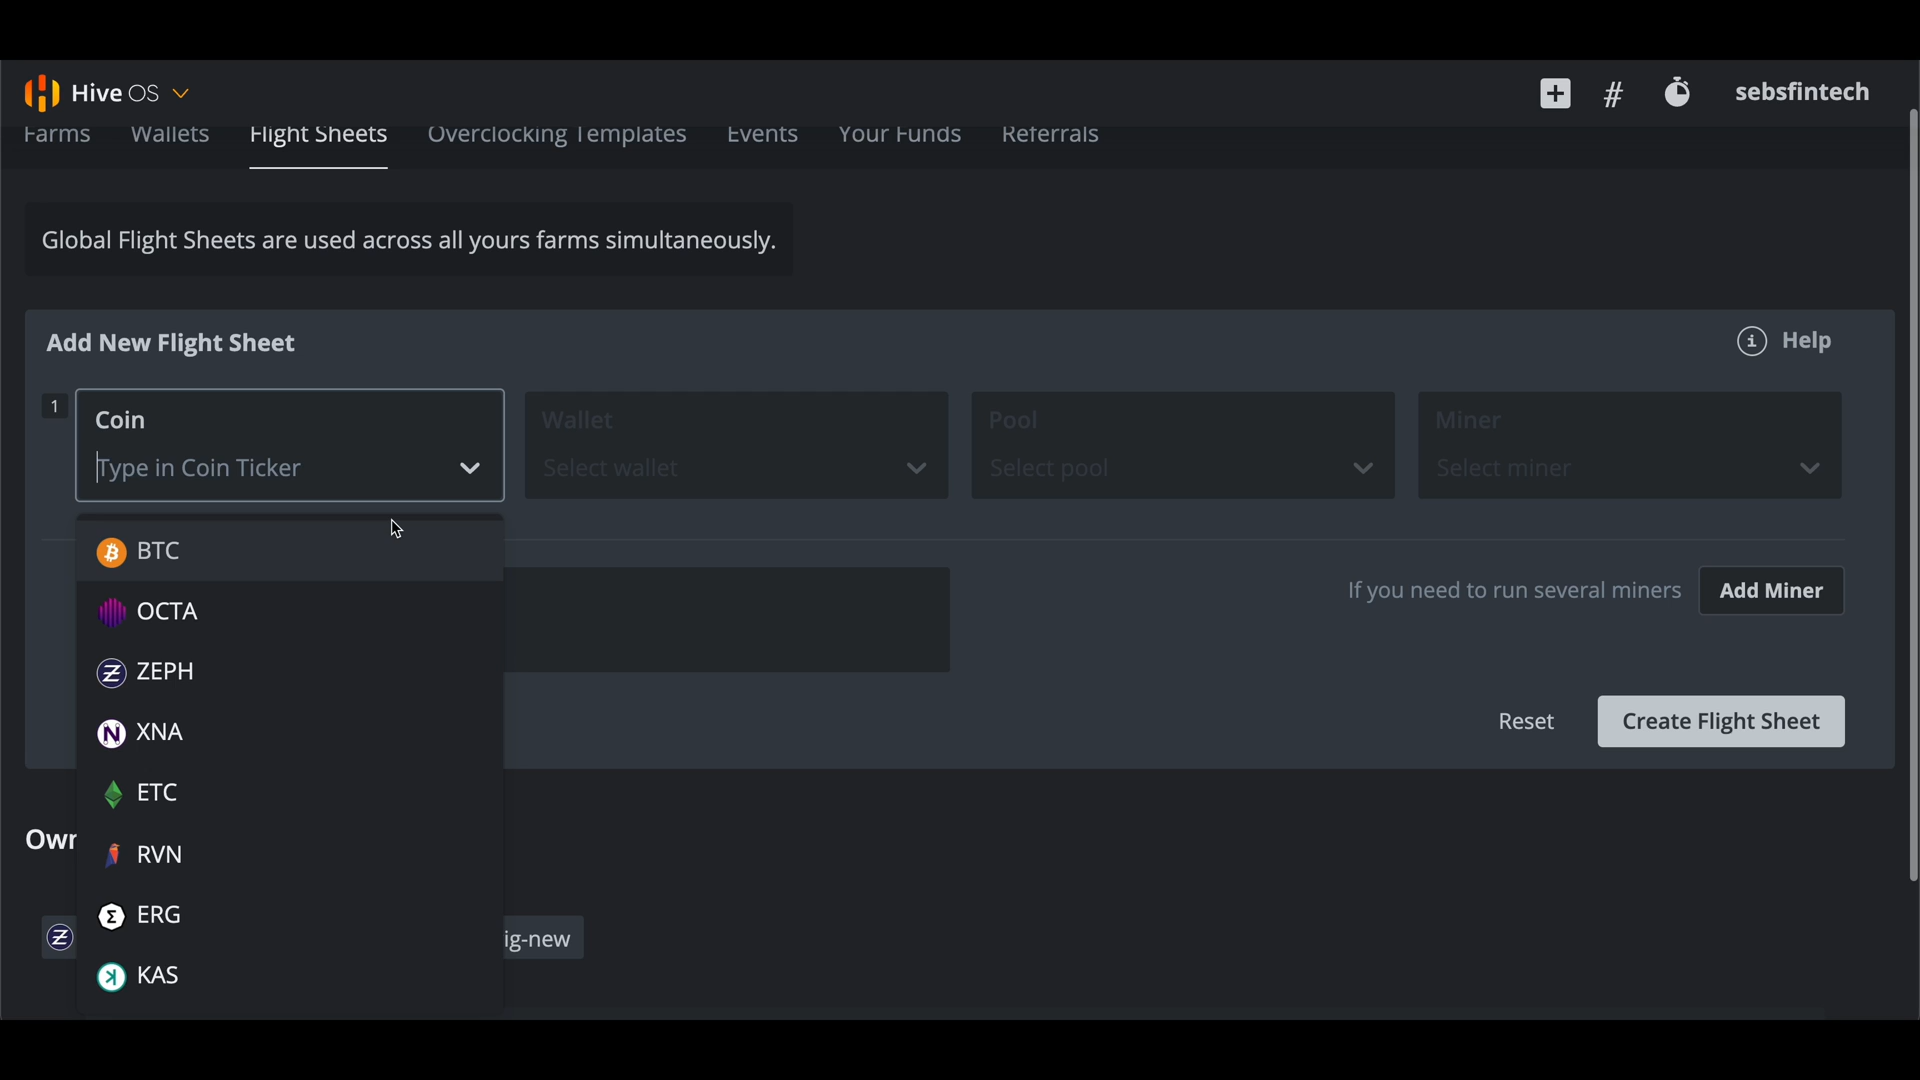 Hive OS
#
sebsfintech
Farms Wallets Flight Sheets Overclocking Templates Events Your Funds Referrals
Global Flight Sheets are used across all yours farms simultaneously.
Add New Flight Sheet
i Help
1
Coin
Type in Coin Ticker
Wallet
Select wallet
Pool
Select pool
Miner
Select miner
BTC
OCTA
ZEPH
XNA
ETC
RVN
ERG
KAS
If you need to run several miners
Add Miner
Reset
Create Flight Sheet
Own
ig-new